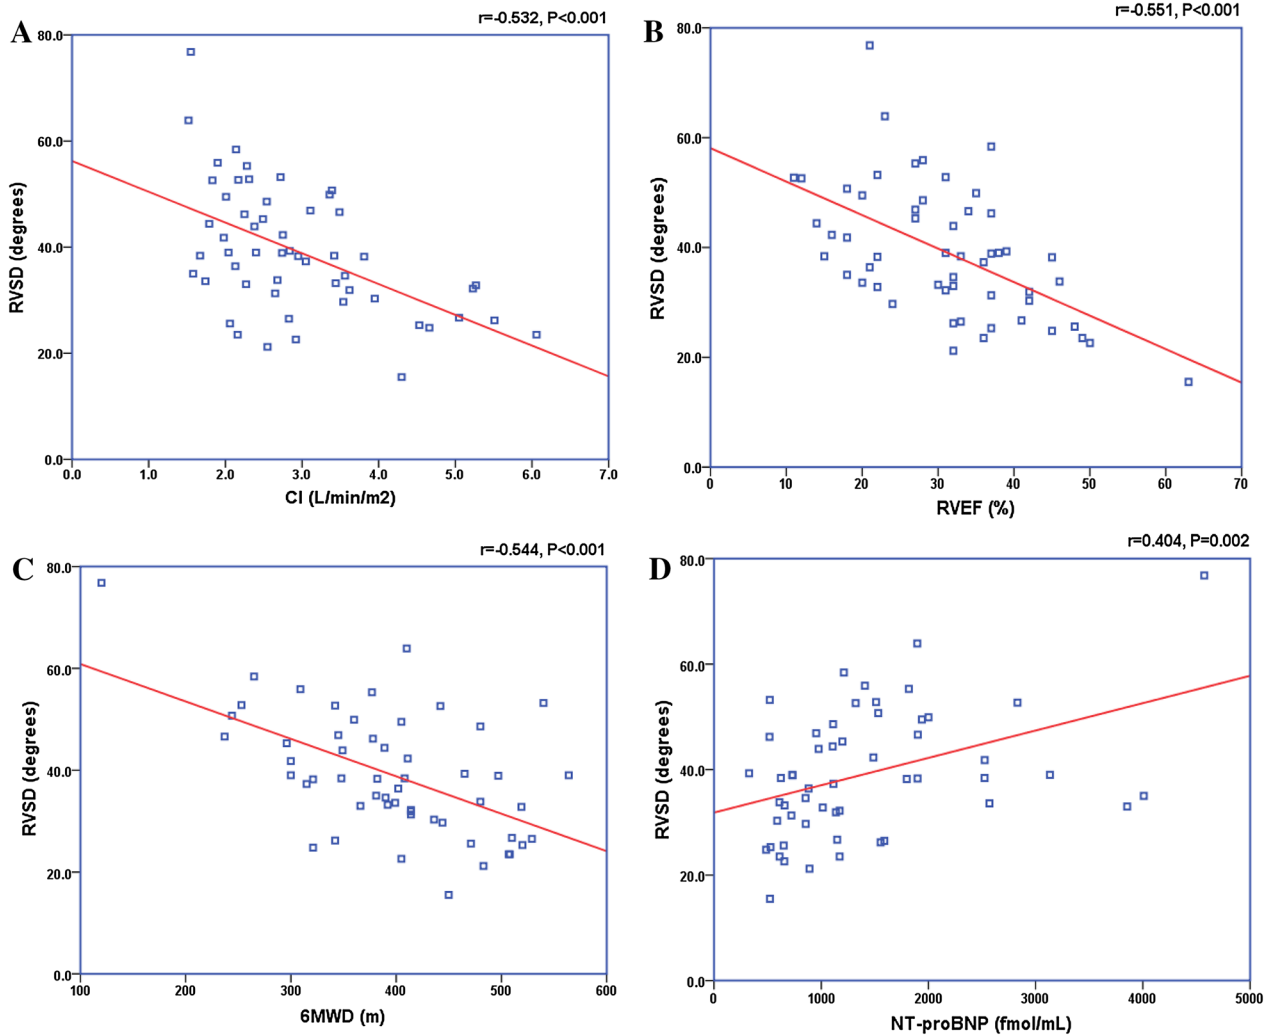 A
r=-0.532, P<0.001
80.0
60.0
40.0
20.0
0.0
RVSD (degrees)
0.0 1.0 2.0 3.0 4.0 5.0 6.0 7.0
CI (L/min/m2)
B
r=-0.551, P<0.001
80.0
60.0
40.0
20.0
0.0
RVSD (degrees)
0 10 20 30 40 50 60 70
RVEF (%)
C
r=-0.544, P<0.001
80.0
60.0
40.0
20.0
0.0
RVSD (degrees)
100 200 300 400 500 600
6MWD (m)
D
r=0.404, P=0.002
80.0
60.0
40.0
20.0
0.0
RVSD (degrees)
0 1000 2000 3000 4000 5000
NT-proBNP (fmol/mL)